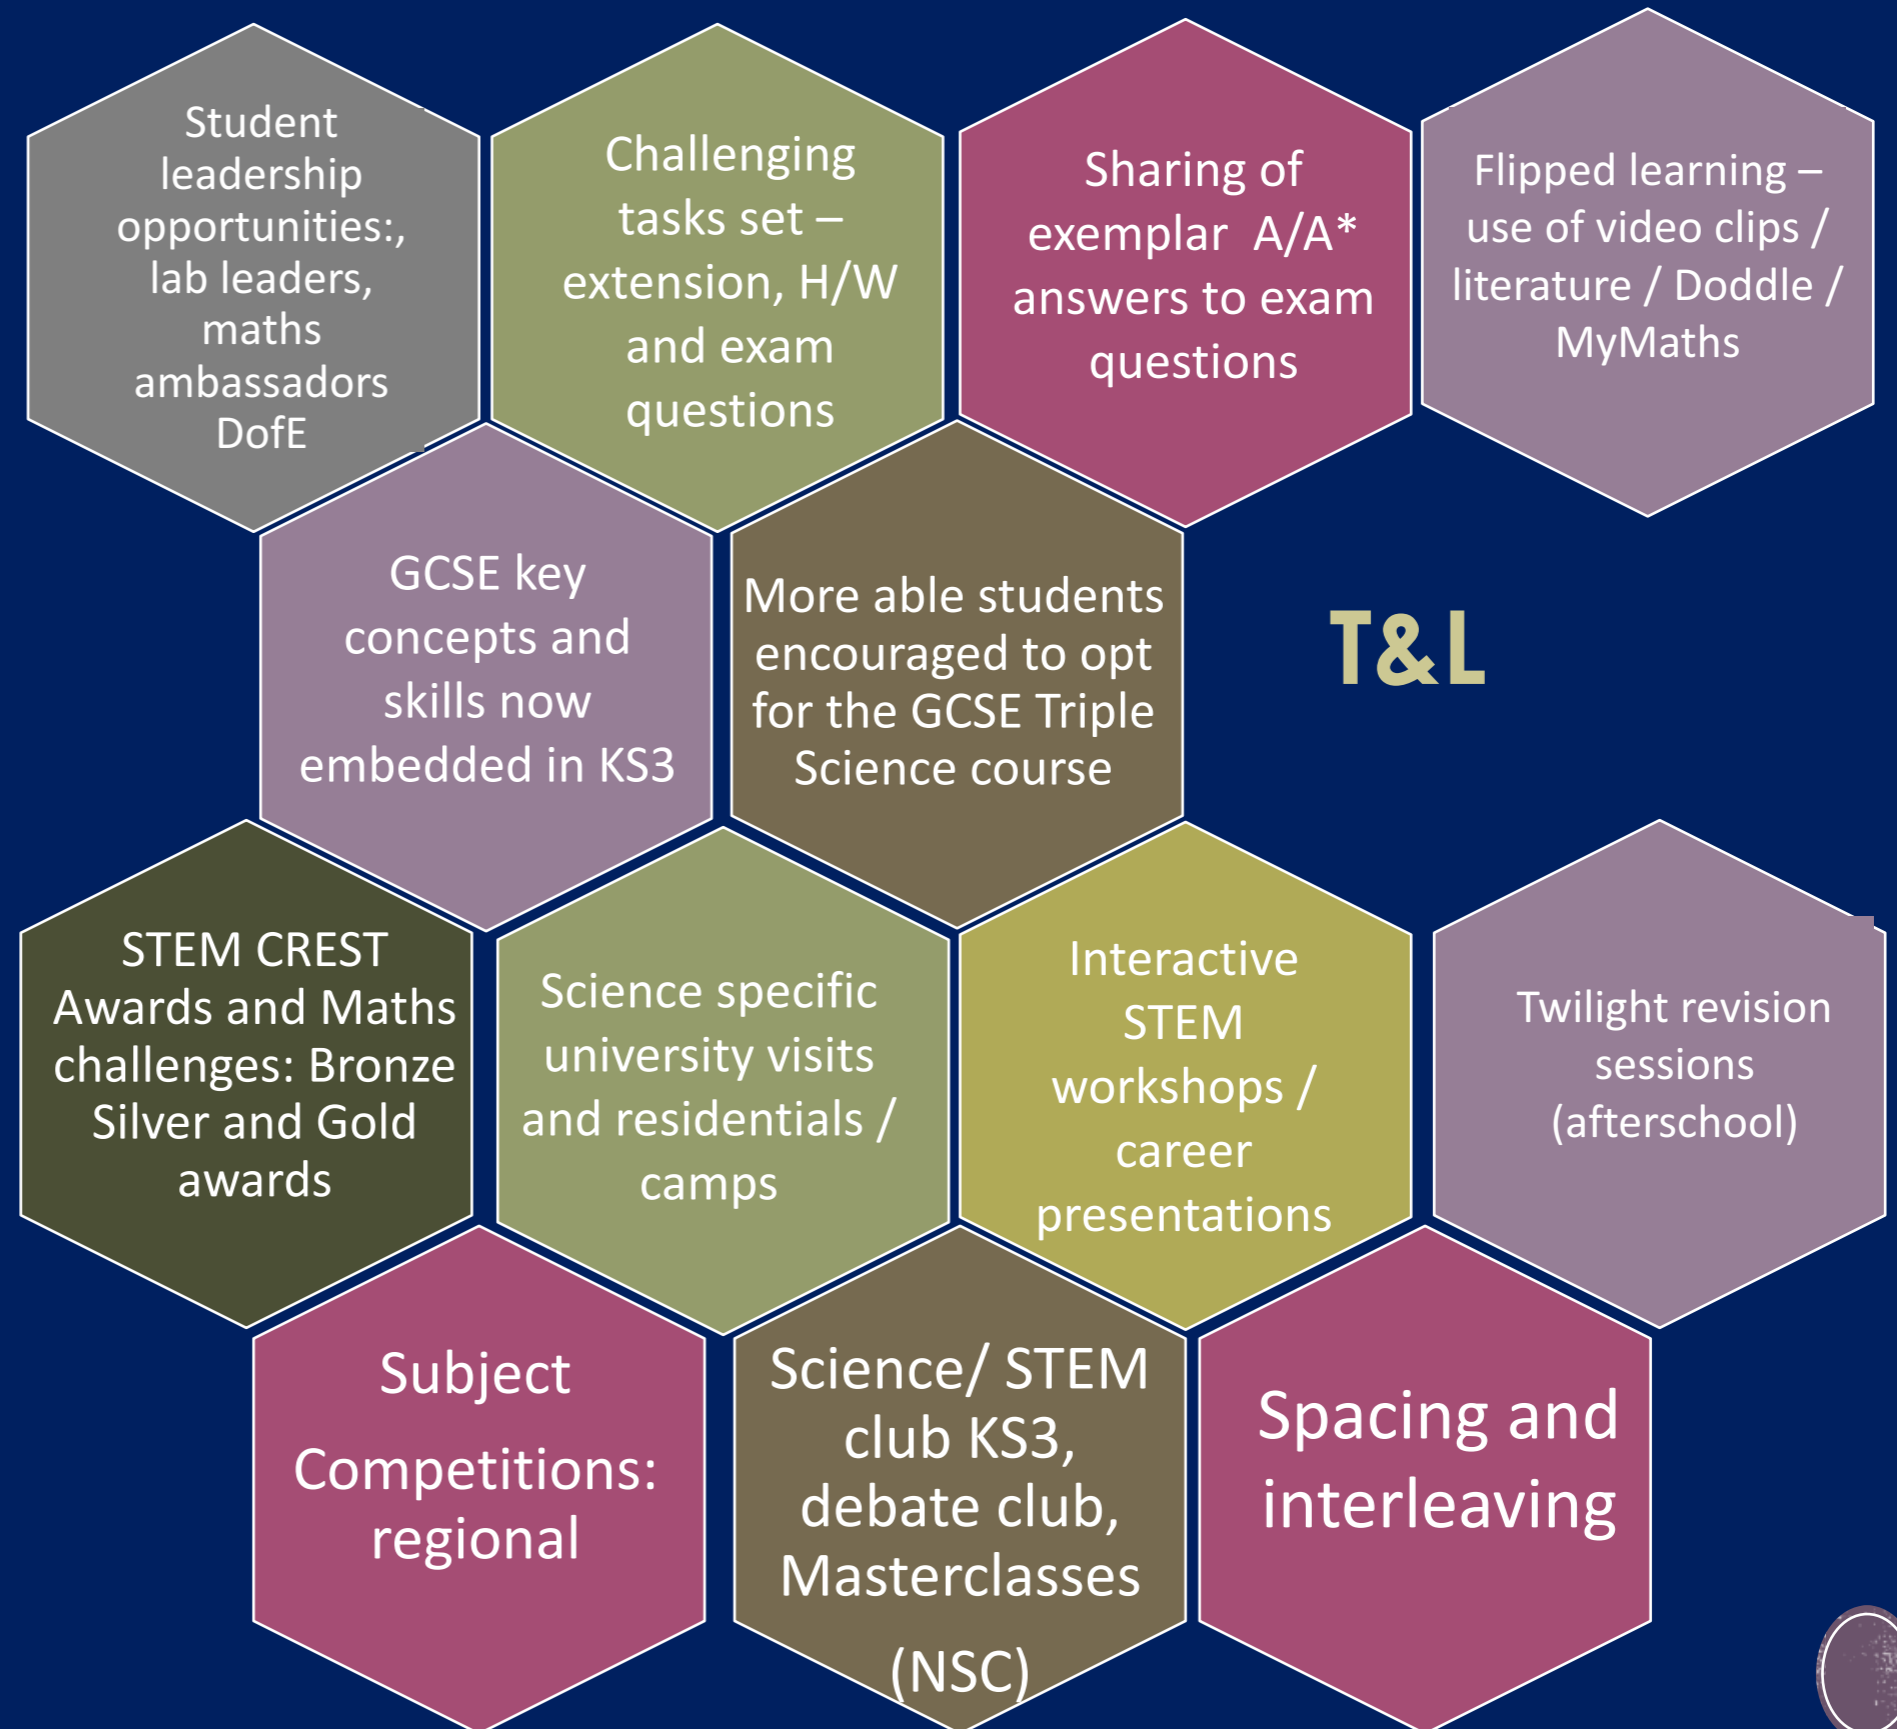 Student
leadership
opportunities:,
lab leaders,
maths
ambassadors
DofE
Challenging
tasks set –
extension, H/W
and exam
questions
Sharing of
exemplar A/A*
answers to exam
questions
Flipped learning –
use of video clips /
literature / Doddle /
MyMaths
GCSE key
concepts and
skills now
embedded in KS3
More able students
encouraged to opt
for the GCSE Triple
Science course
T&L
STEM CREST
Awards and Maths
challenges: Bronze
Silver and Gold
awards
Science specific
university visits
and residentials /
camps
Interactive
STEM
workshops /
career
presentations
Twilight revision
sessions
(afterschool)
Subject
Competitions:
regional
Science/ STEM
club KS3,
debate club,
Masterclasses
(NSC)
Spacing and
interleaving